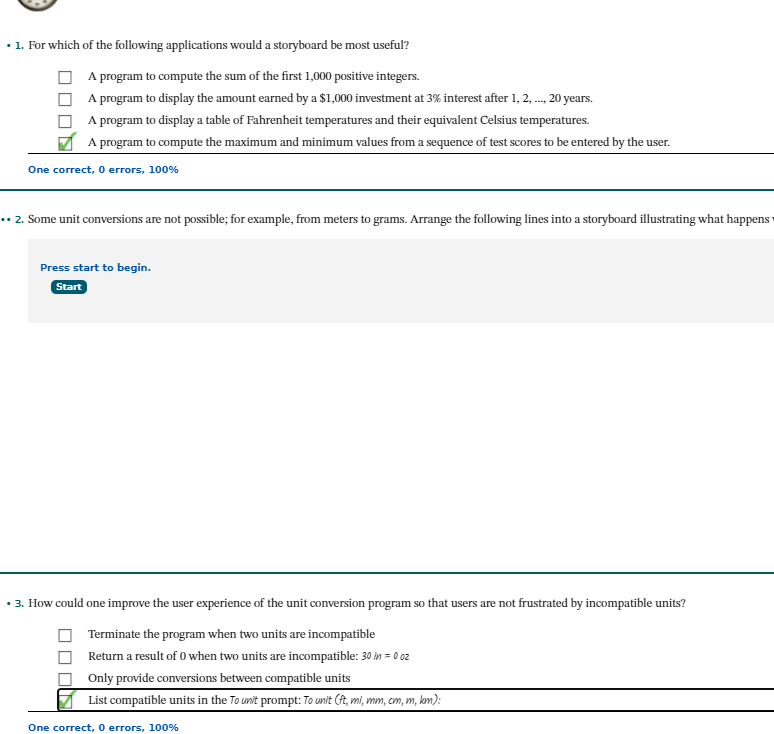 • 1. For which of the following applications would a storyboard be most useful?
A program to compute the sum of the first 1,000 positive integers.
A program to display the amount earned by a $1,000 investment at 3% interest after 1, 2, ..., 20 years.
A program to display a table of Fahrenheit temperatures and their equivalent Celsius temperatures.
A program to compute the maximum and minimum values from a sequence of test scores to be entered by the user.
One correct, 0 errors, 100%
•• 2. Some unit conversions are not possible; for example, from meters to grams. Arrange the following lines into a storyboard illustrating what happens
Press start to begin.
Start
• 3. How could one improve the user experience of the unit conversion program so that users are not frustrated by incompatible units?
Terminate the program when two units are incompatible
Return a result of 0 when two units are incompatible: 30 in = 0 oz
Only provide conversions between compatible units
List compatible units in the To unit prompt: To unit (ft, mi, mm, cm, m, km):
One correct, 0 errors, 100%